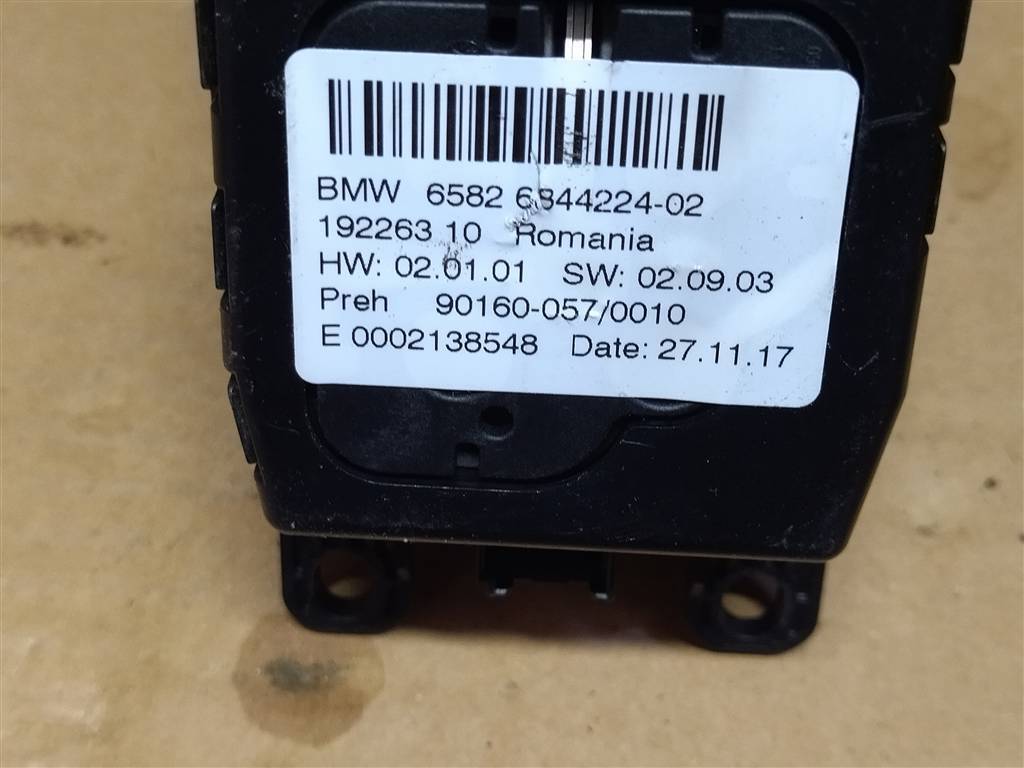 BMW 6582 6844224-02
192263 10 Romania
HW: 02.01.01 SW: 02.09.03
Preh 90160-057/0010
E 0002138548 Date: 27.11.17